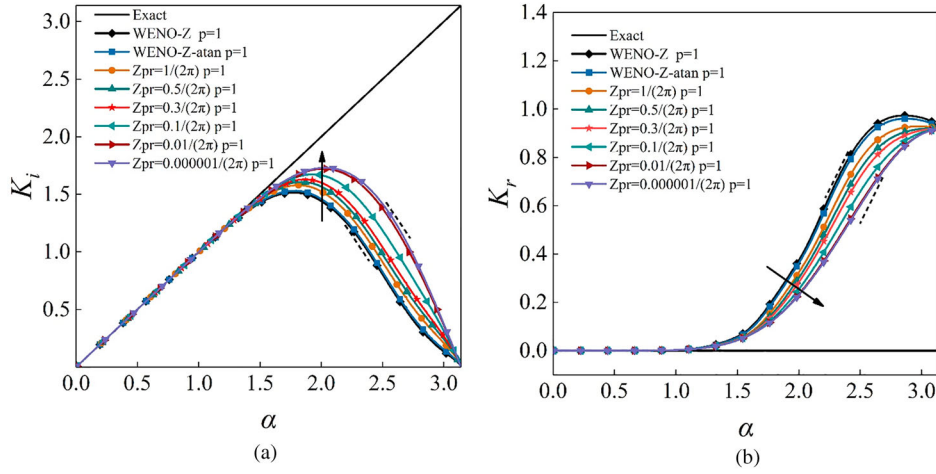 (a)
3.0
2.5
2.0
1.5
1.0
0.5
K_i
Exact
WENO-Z p=1
WENO-Z-atan p=1
Zpr=1/(2π) p=1
Zpr=0.5/(2π) p=1
Zpr=0.3/(2π) p=1
Zpr=0.1/(2π) p=1
Zpr=0.01/(2π) p=1
Zpr=0.000001/(2π) p=1
0.0 0.5 1.0 1.5 2.0 2.5 3.0
α
(a)
1.4
1.2
1.0
0.8
0.6
0.4
0.2
0.0
K_r
Exact
WENO-Z p=1
WENO-Z-atan p=1
Zpr=1/(2π) p=1
Zpr=0.5/(2π) p=1
Zpr=0.3/(2π) p=1
Zpr=0.1/(2π) p=1
Zpr=0.01/(2π) p=1
Zpr=0.000001/(2π) p=1
0.0 0.5 1.0 1.5 2.0 2.5 3.0
α
(b)